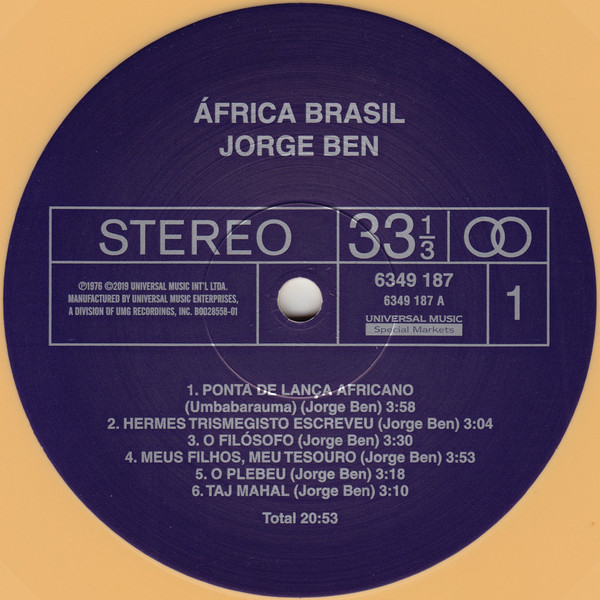 ÁFRICA BRASIL
JORGE BEN
STEREO
33 1/3
℗1976 ©2019 UNIVERSAL MUSIC INT'L LTDA.
MANUFACTURED BY UNIVERSAL MUSIC ENTERPRISES,
A DIVISION OF UMG RECORDINGS, INC. B0028558-01
6349 187
6349 187 A
UNIVERSAL MUSIC
Special Markets
1
1. PONTA DE LANÇA AFRICANO
(Umbabarauma) (Jorge Ben) 3:58
2. HERMES TRISMEGISTO ESCREVEU (Jorge Ben) 3:04
3. O FILÓSOFO (Jorge Ben) 3:30
4. MEUS FILHOS, MEU TESOURO (Jorge Ben) 3:53
5. O PLEBEU (Jorge Ben) 3:18
6. TAJ MAHAL (Jorge Ben) 3:10
Total 20:53